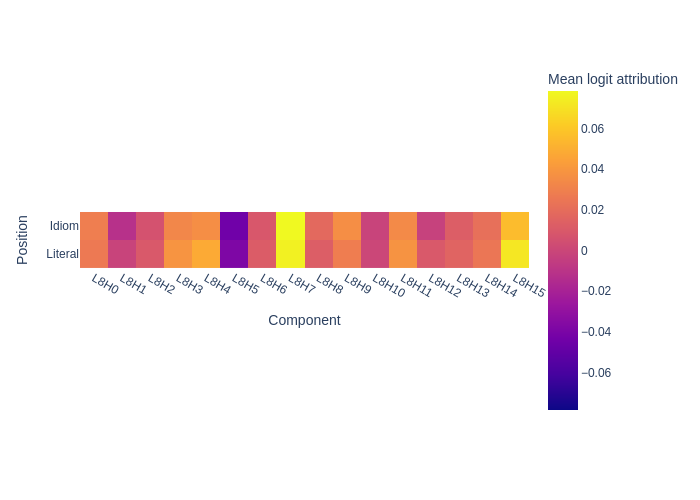 Mean logit attribution
0.06
0.04
0.02
0
−0.02
−0.04
−0.06
Position
Idiom
Literal
L8H0
L8H1
L8H2
L8H3
L8H4
L8H5
L8H6
L8H7
L8H8
L8H9
L8H10
L8H11
L8H12
L8H13
L8H14
L8H15
Component